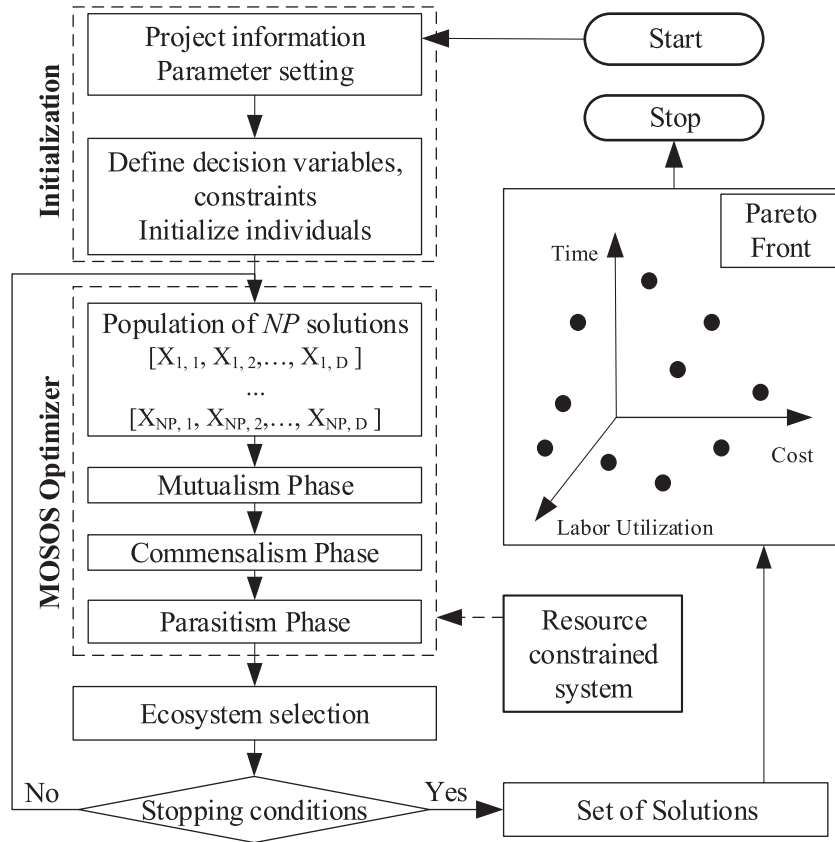 Start
Project information
Parameter setting
Initialization
Define decision variables,
constraints
Initialize individuals
Stop
Pareto
Front
Time
Cost
Labor Utilization
MOSOS Optimizer
Population of NP solutions
[X1, 1, X1, 2,..., X1, D ]
...
[XNP, 1, XNP, 2,..., XNP, D ]
Mutualism Phase
Commensalism Phase
Parasitism Phase
Resource
constrained
system
Ecosystem selection
Stopping conditions
No
Yes
Set of Solutions